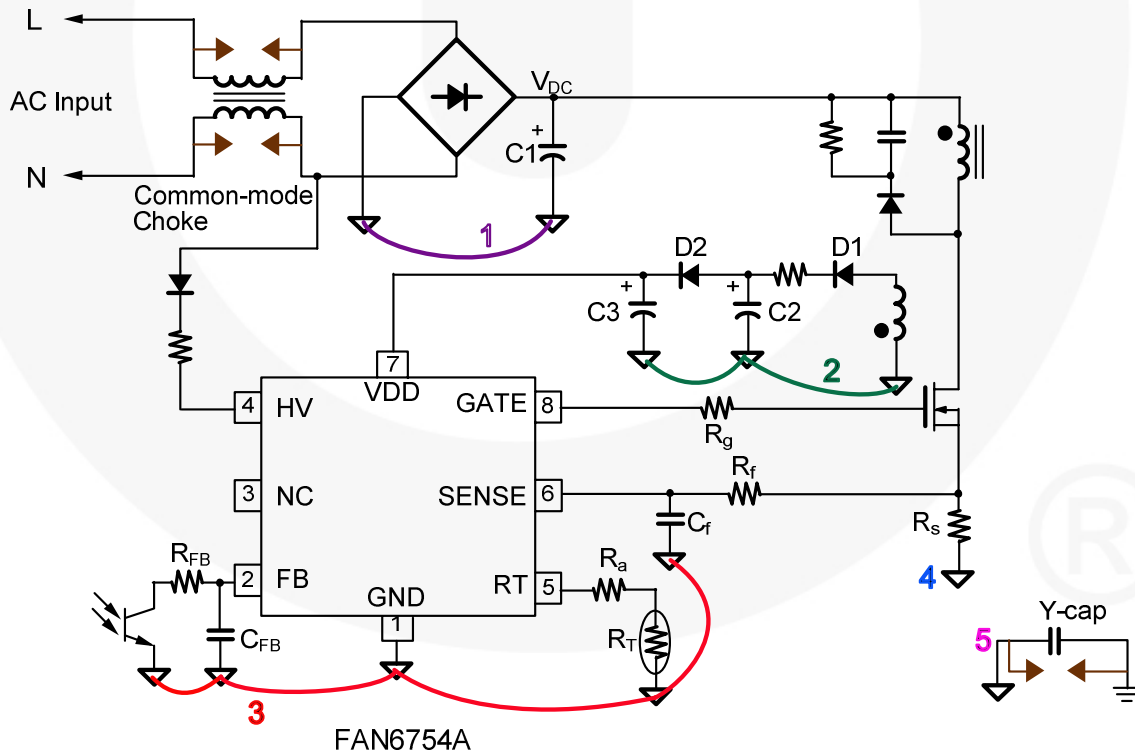 L
AC Input
N
Common-mode
Choke
VDC
+
C1
1
D2
D1
+
C3
+
C2
2
7
VDD
4
HV
GATE
8
Rg
3
NC
SENSE
6
Rf
Cf
Rs
4
RFB
2
FB
GND
1
RT
5
Ra
RT
CFB
3
Y-cap
5
FAN6754A
®